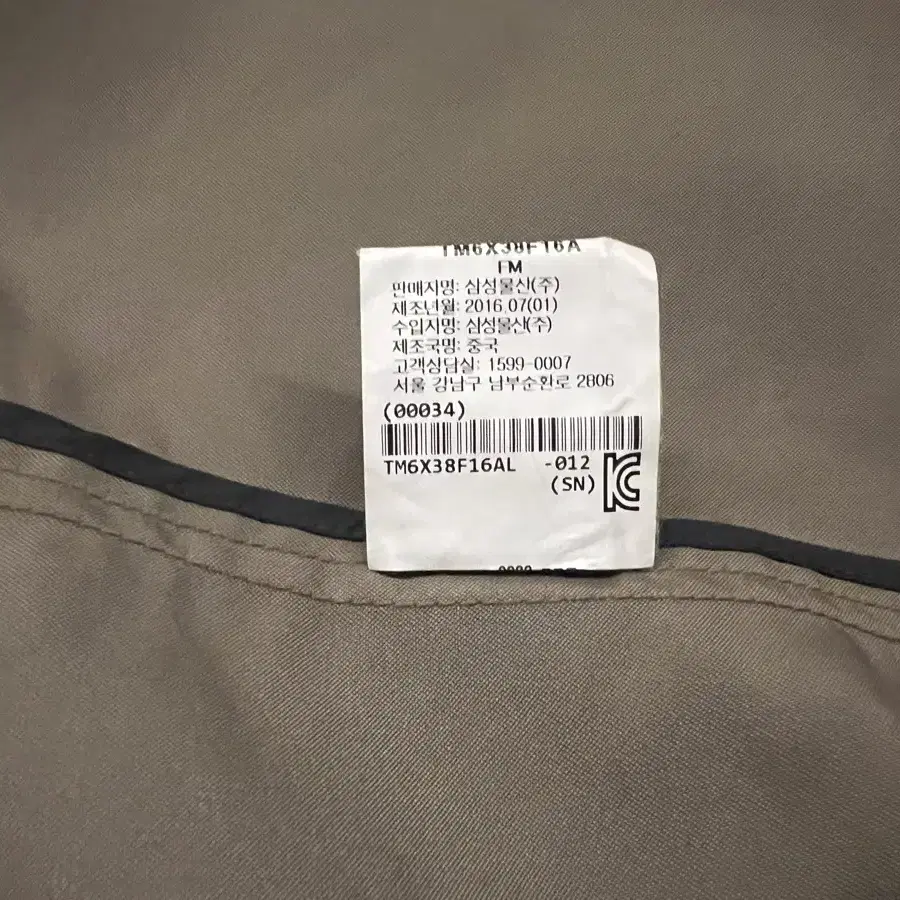 TM6X38F16A
FM
판매자명: 삼성물산(주)
제조년월: 2016.07(01)
수입자명: 삼성물산(주)
제조국명: 중국
고객상담실: 1599-0007
서울 강남구 남부순환로 2806
(00034)
TM6X38F16AL -012
(SN)